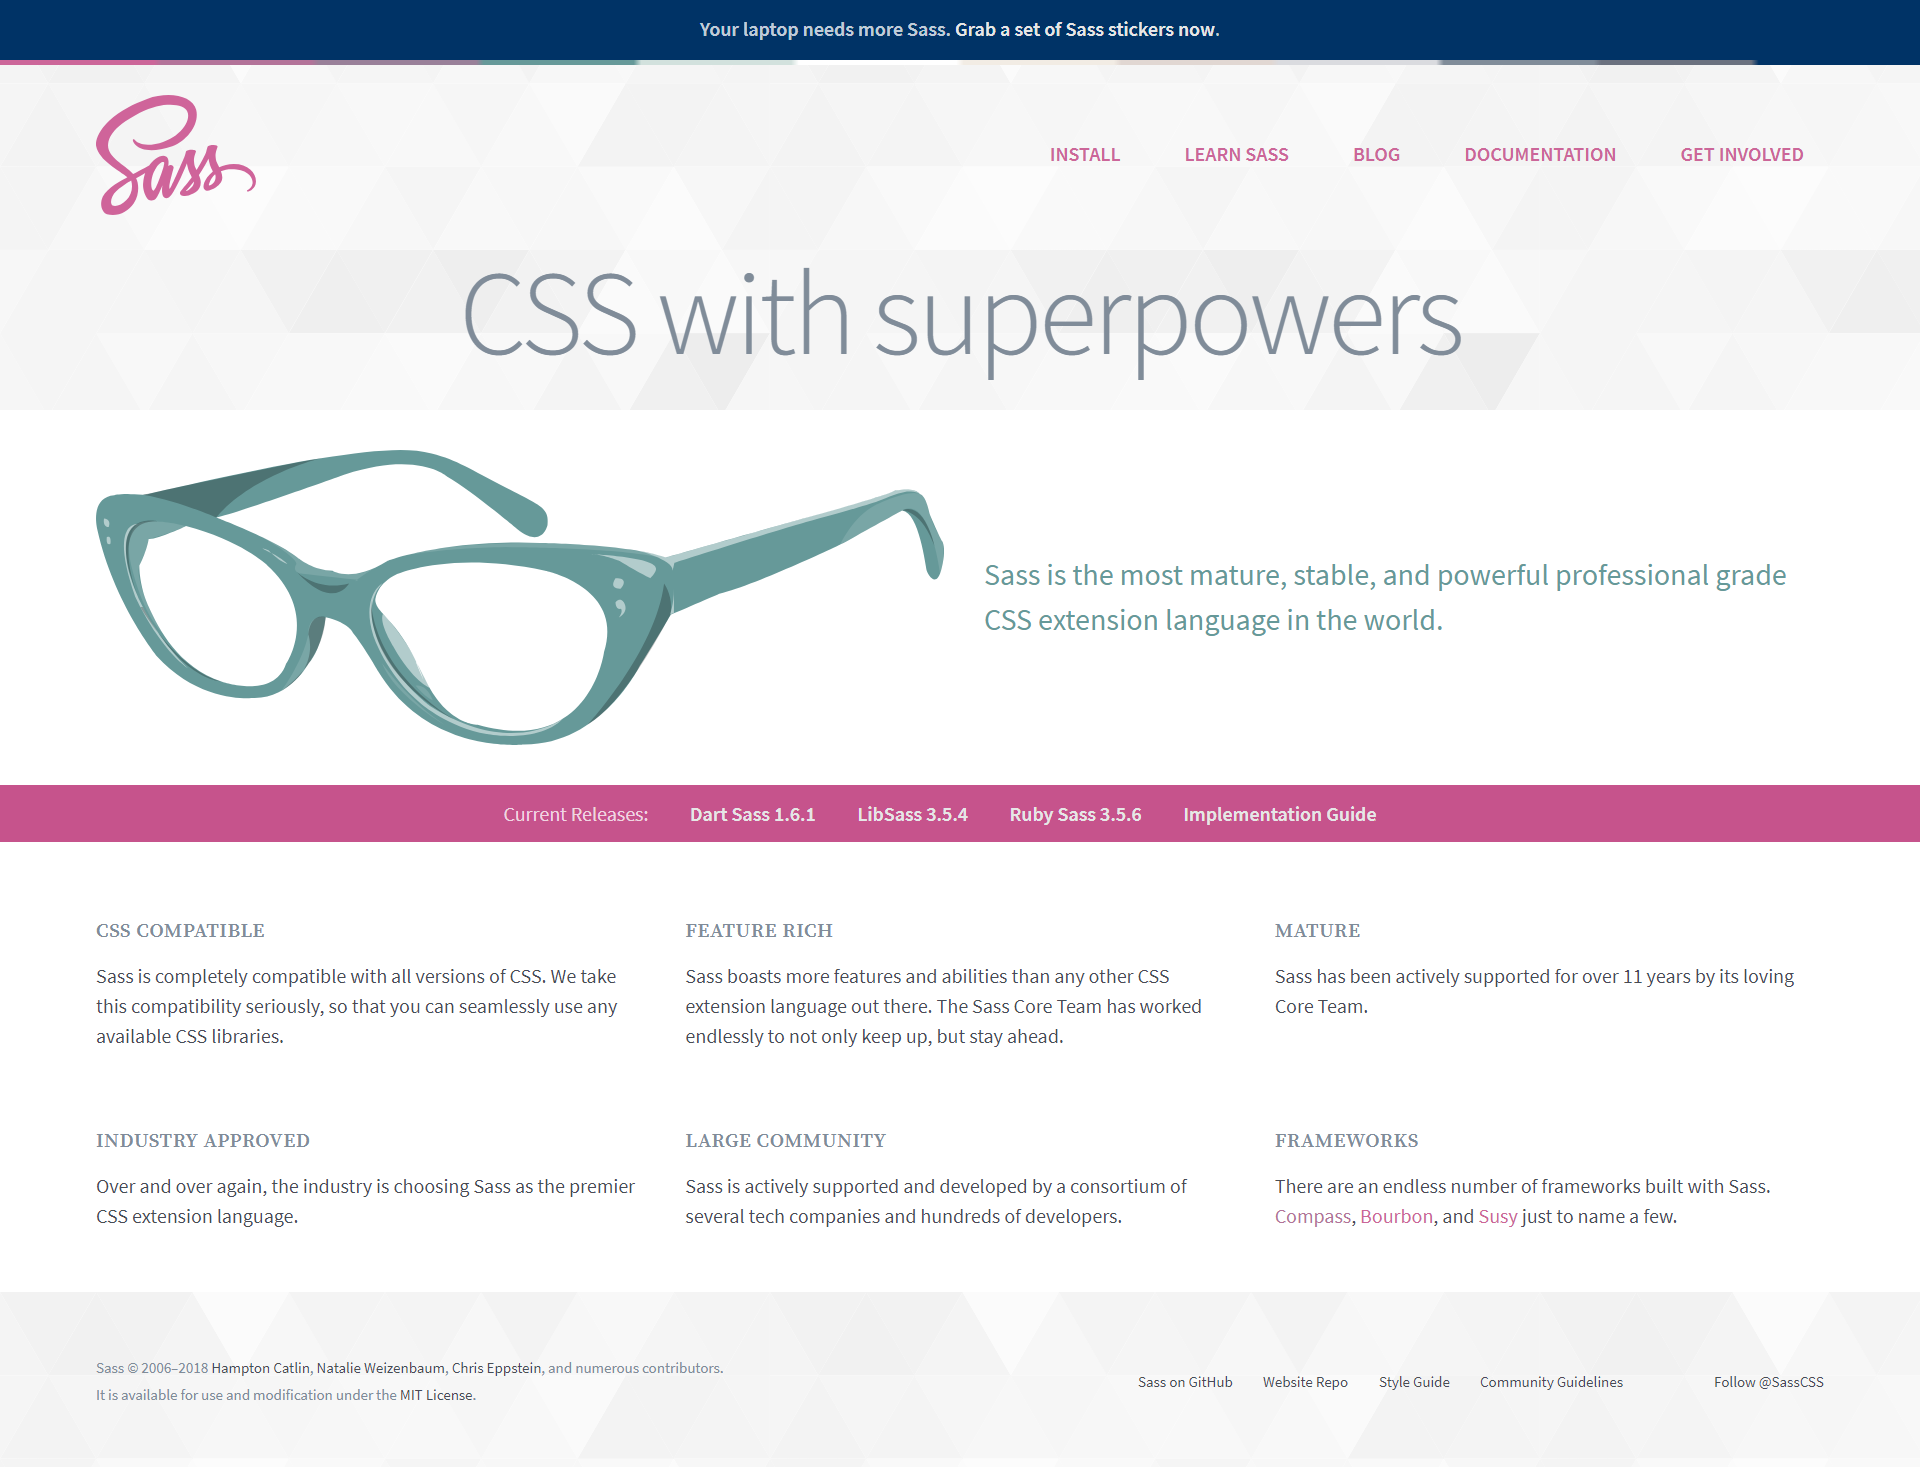 Your laptop needs more Sass. Grab a set of Sass stickers now.
Sass
INSTALL LEARN SASS BLOG DOCUMENTATION GET INVOLVED
CSS with superpowers
Sass is the most mature, stable, and powerful professional grade
CSS extension language in the world.
Current Releases: Dart Sass 1.6.1 LibSass 3.5.4 Ruby Sass 3.5.6 Implementation Guide
CSS COMPATIBLE
Sass is completely compatible with all versions of CSS. We take
this compatibility seriously, so that you can seamlessly use any
available CSS libraries.
FEATURE RICH
Sass boasts more features and abilities than any other CSS
extension language out there. The Sass Core Team has worked
endlessly to not only keep up, but stay ahead.
MATURE
Sass has been actively supported for over 11 years by its loving
Core Team.
INDUSTRY APPROVED
Over and over again, the industry is choosing Sass as the premier
CSS extension language.
LARGE COMMUNITY
Sass is actively supported and developed by a consortium of
several tech companies and hundreds of developers.
FRAMEWORKS
There are an endless number of frameworks built with Sass.
Compass, Bourbon, and Susy just to name a few.
Sass © 2006–2018 Hampton Catlin, Natalie Weizenbaum, Chris Eppstein, and numerous contributors.
It is available for use and modification under the MIT License.
Sass on GitHub Website Repo Style Guide Community Guidelines Follow @SassCSS